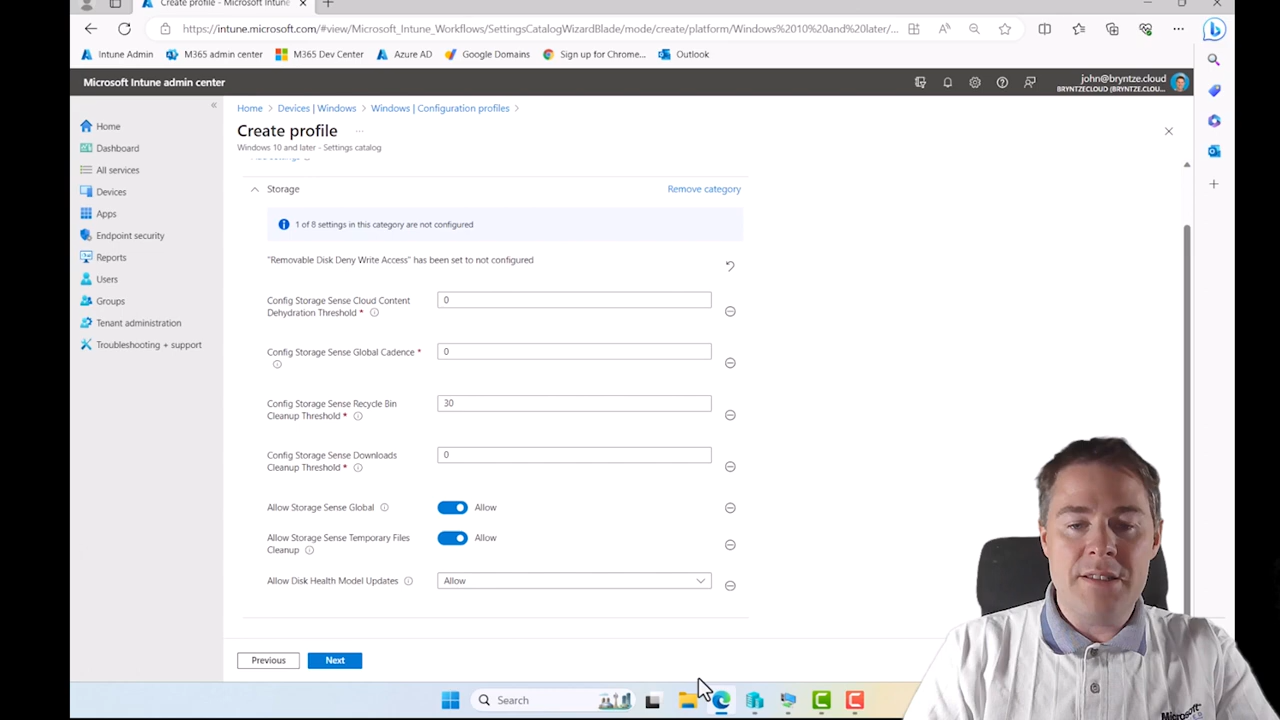 Create profile - Microsoft Intune
https://intune.microsoft.com/#view/Microsoft_Intune_Workflows/SettingsCatalogWizardBlade/mode/create/platform/Windows%2010%20and%20later/...
Intune Admin M365 admin center M365 Dev Center Azure AD Google Domains Sign up for Chrome... Outlook
Microsoft Intune admin center
john@bryntze.cloud
BRYNTZECLOUD (BRYNTZE.CLOU...
Home
Dashboard
All services
Devices
Apps
Endpoint security
Reports
Users
Groups
Tenant administration
Troubleshooting + support
Home > Devices | Windows > Windows | Configuration profiles >
Create profile ...
Windows 10 and later - Settings catalog
Storage Remove category
1 of 8 settings in this category are not configured
"Removable Disk Deny Write Access" has been set to not configured
Config Storage Sense Cloud Content 0
Dehydration Threshold *
Config Storage Sense Global Cadence * 0
Config Storage Sense Recycle Bin 30
Cleanup Threshold *
Config Storage Sense Downloads 0
Cleanup Threshold *
Allow Storage Sense Global Allow
Allow Storage Sense Temporary Files Allow
Cleanup
Allow Disk Health Model Updates Allow
Previous Next
Search
Microsoft